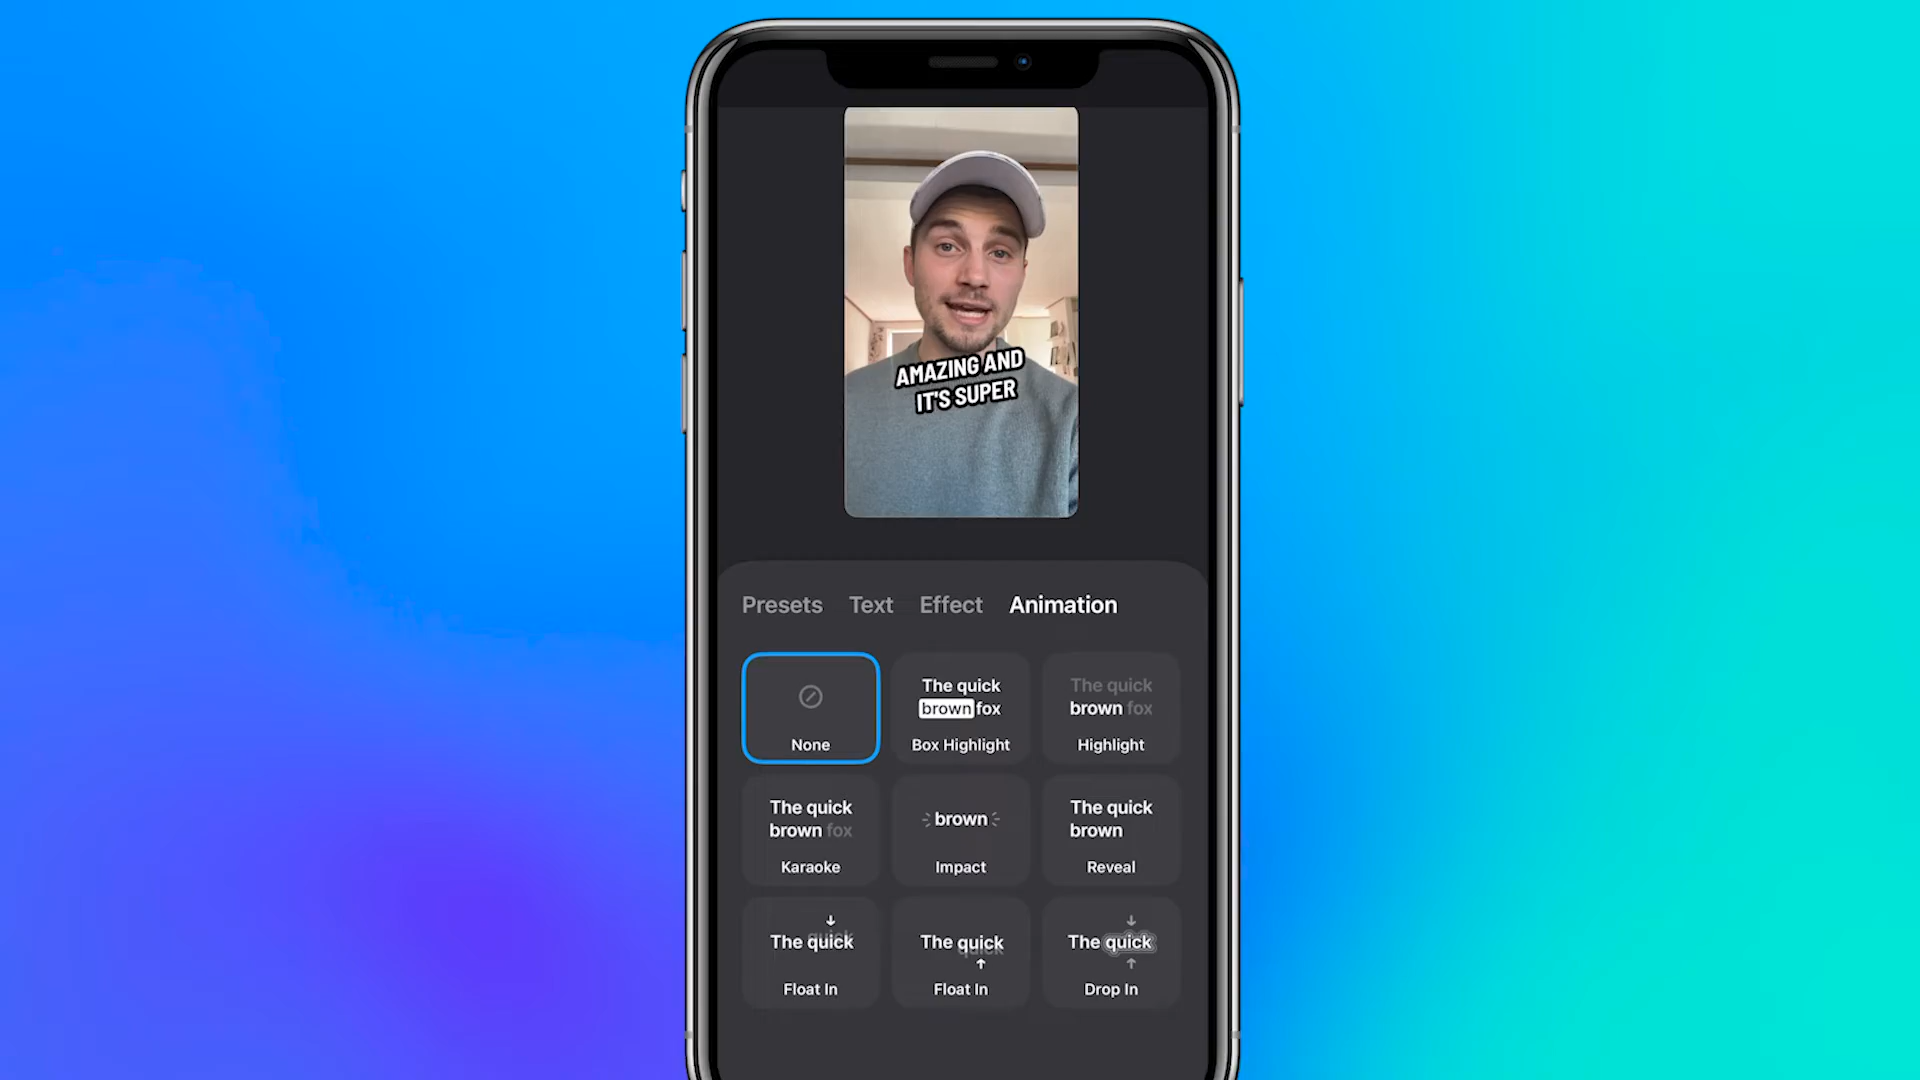 AMAZING AND
IT'S SUPER
Presets Text Effect Animation
None
The quick
brown fox
Box Highlight
The quick
brown fox
Highlight
The quick
brown fox
Karaoke
brown
Impact
The quick
brown
Reveal
The quick
Float In
The quick
Float In
The quick
Drop In